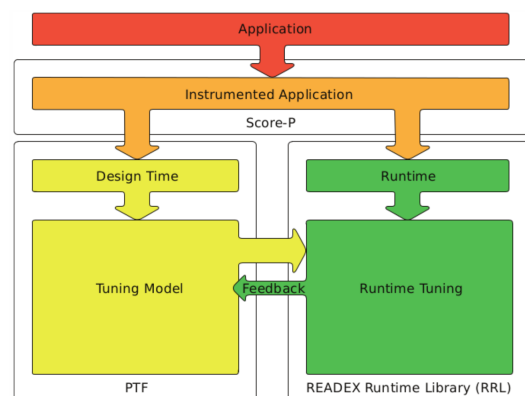 Application
Instrumented Application
Score-P
Design Time
Runtime
Tuning Model
Feedback
Runtime Tuning
PTF
READEX Runtime Library (RRL)